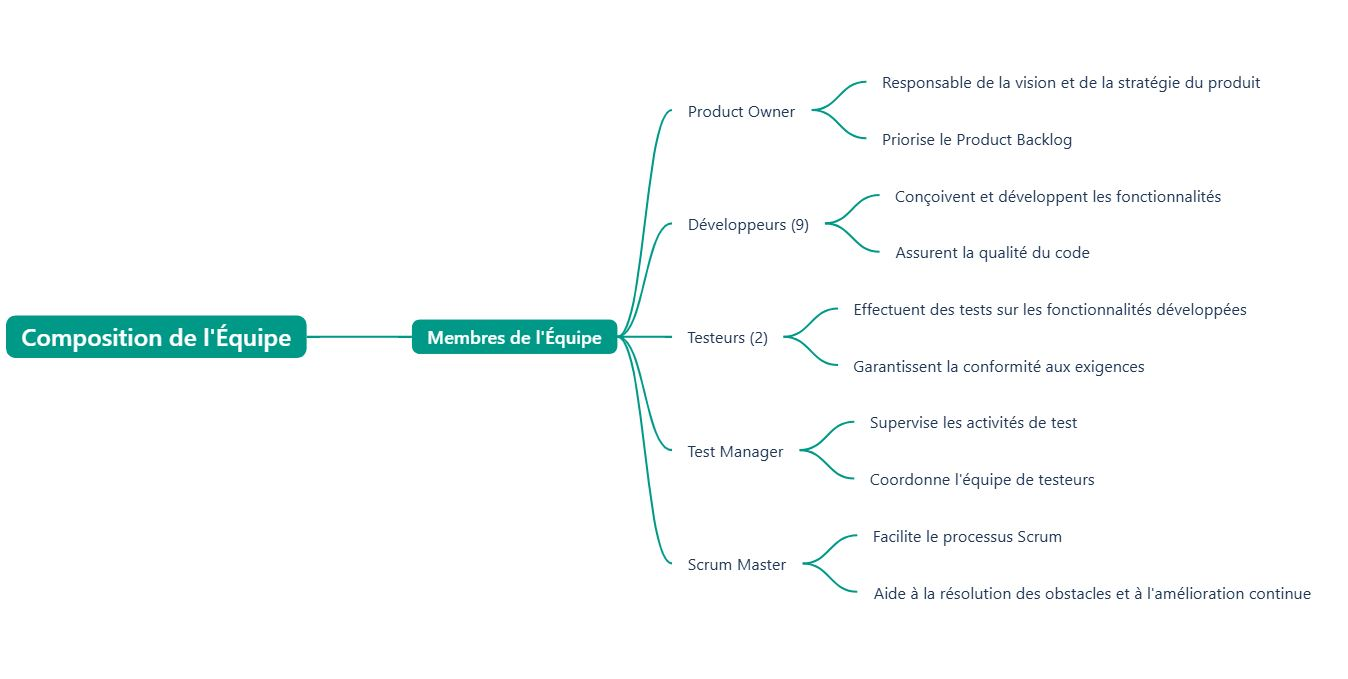 Composition de l'Équipe
Membres de l'Équipe
Product Owner
Responsable de la vision et de la stratégie du produit
Priorise le Product Backlog
Développeurs (9)
Conçoivent et développent les fonctionnalités
Assurent la qualité du code
Testeurs (2)
Effectuent des tests sur les fonctionnalités développées
Garantissent la conformité aux exigences
Test Manager
Supervise les activités de test
Coordonne l'équipe de testeurs
Scrum Master
Facilite le processus Scrum
Aide à la résolution des obstacles et à l'amélioration continue